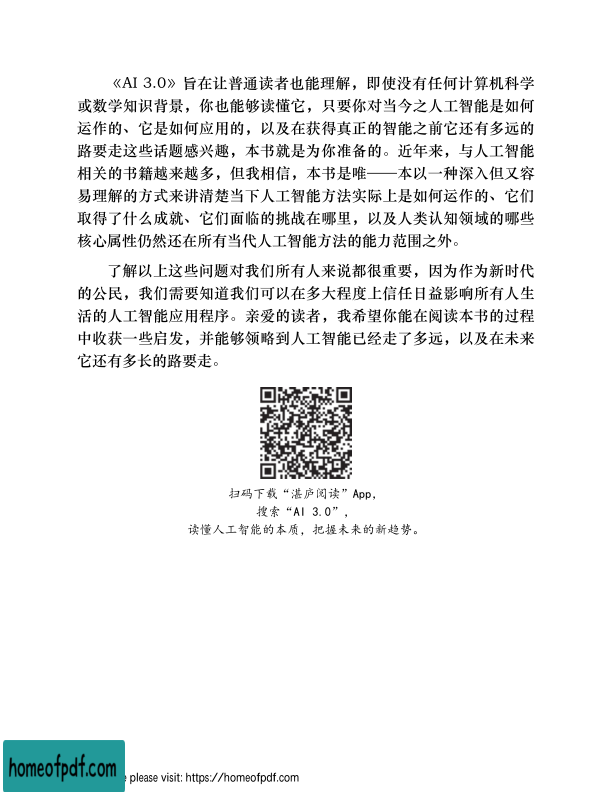 《AI 3.0》旨在让普通读者也能理解，即使没有任何计算机科学
或数学知识背景，你也能够读懂它，只要你对当今之人工智能是如何
运作的、它是如何应用的，以及在获得真正的智能之前它还有多远的
路要走这些话题感兴趣，本书就是为你准备的。近年来，与人工智能
相关的书籍越来越多，但我相信，本书是唯一一本以一种深入但又容
易理解的方式来讲清楚当下人工智能方法实际上是如何运作的、它们
取得了什么成就、它们面临的挑战在哪里，以及人类认知领域的哪些
核心属性仍然还在所有当代人工智能方法的能力范围之外。
了解以上这些问题对我们所有人来说都很重要，因为作为新时代
的公民，我们需要知道我们可以在多大程度上信任日益影响所有人生
活的人工智能应用程序。亲爱的读者，我希望你能在阅读本书的过程
中收获一些启发，并能够领略到人工智能已经走了多远，以及在未来
它还有多长的路要走。
扫码下载“湛庐阅读”App，
搜索“AI 3.0”，
读懂人工智能的本质，把握未来的新趋势。
homeofpdf.com
e please visit: https://homeofpdf.com